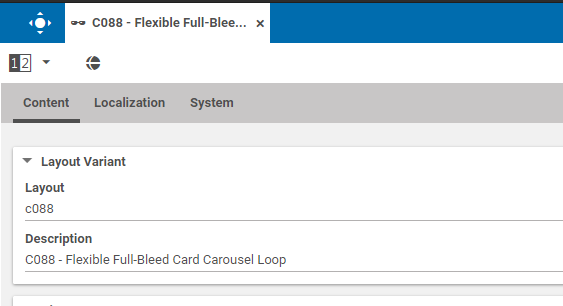 C088 - Flexible Full-Blee...
12
Content Localization System
Layout Variant
Layout
c088
Description
C088 - Flexible Full-Bleed Card Carousel Loop